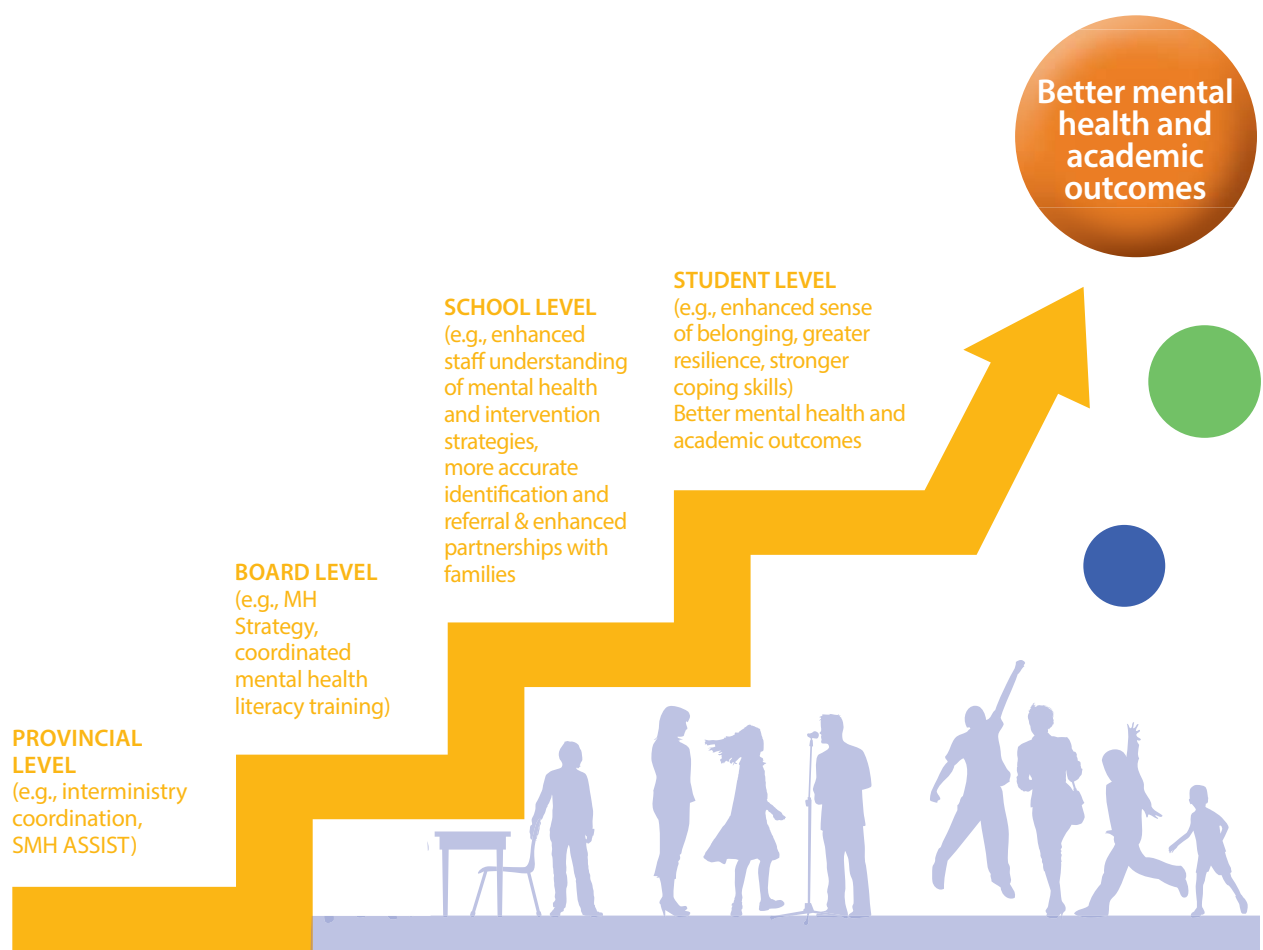 Better mental
health and
academic
outcomes
STUDENT LEVEL
(e.g., enhanced sense
of belonging, greater
resilience, stronger
coping skills)
Better mental health and
academic outcomes
SCHOOL LEVEL
(e.g., enhanced
staff understanding
of mental health
and intervention
strategies,
more accurate
identification and
referral & enhanced
partnerships with
families
BOARD LEVEL
(e.g., MH
Strategy,
coordinated
mental health
literacy training)
PROVINCIAL
LEVEL
(e.g., interministry
coordination,
SMH ASSIST)